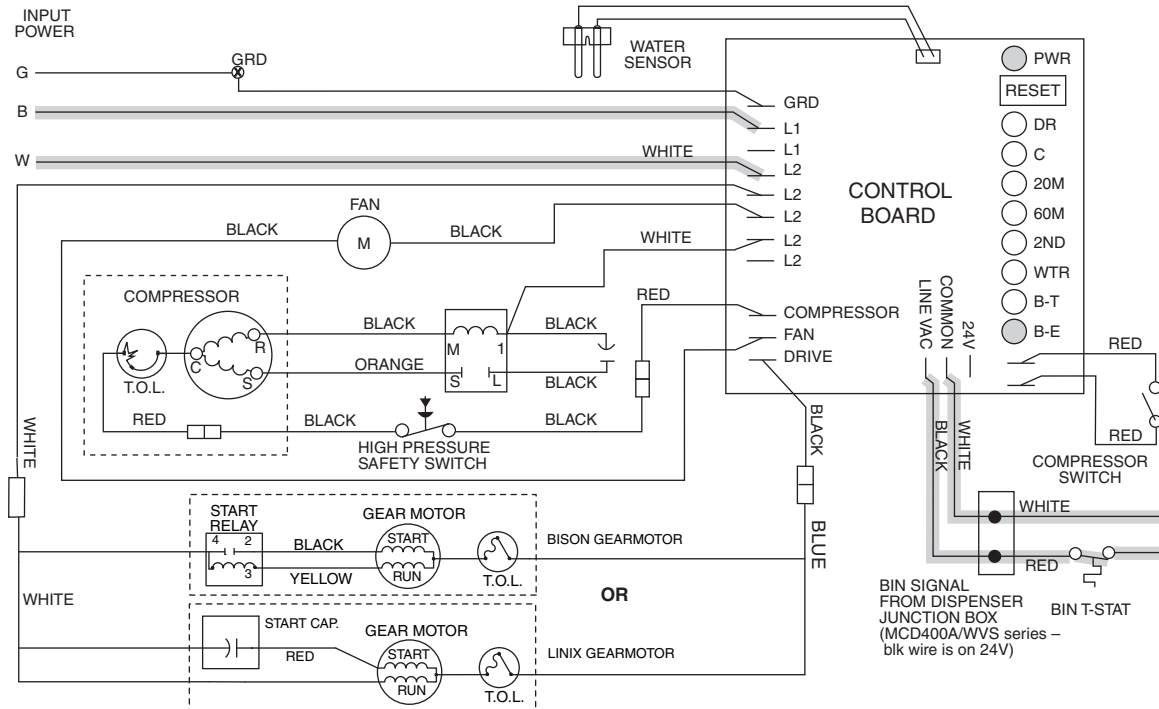 INPUT
POWER
G
GRD
B
W
WHITE
WATER
SENSOR
GRD
L1
L1
L2
L2
L2
L2
L2
CONTROL
BOARD
PWR
RESET
DR
C
20M
60M
2ND
WTR
B-T
B-E
FAN
M
BLACK
BLACK
WHITE
COMPRESSOR
T.O.L.
C
R
S
BLACK
ORANGE
M
1
S
L
BLACK
BLACK
RED
RED
BLACK
HIGH PRESSURE
SAFETY SWITCH
BLACK
COMPRESSOR
FAN
DRIVE
LINE VAC
COMMON
24V
RED
RED
COMPRESSOR
SWITCH
BLACK
WHITE
WHITE
RED
BIN T-STAT
BIN SIGNAL
FROM DISPENSER
JUNCTION BOX
(MCD400A/WVS series –
blk wire is on 24V)
WHITE
WHITE
BLACK
BLUE
START
RELAY
4
2
3
BLACK
YELLOW
GEAR MOTOR
START
RUN
T.O.L.
BISON GEARMOTOR
OR
START CAP.
RED
GEAR MOTOR
START
RUN
T.O.L.
LINIX GEARMOTOR